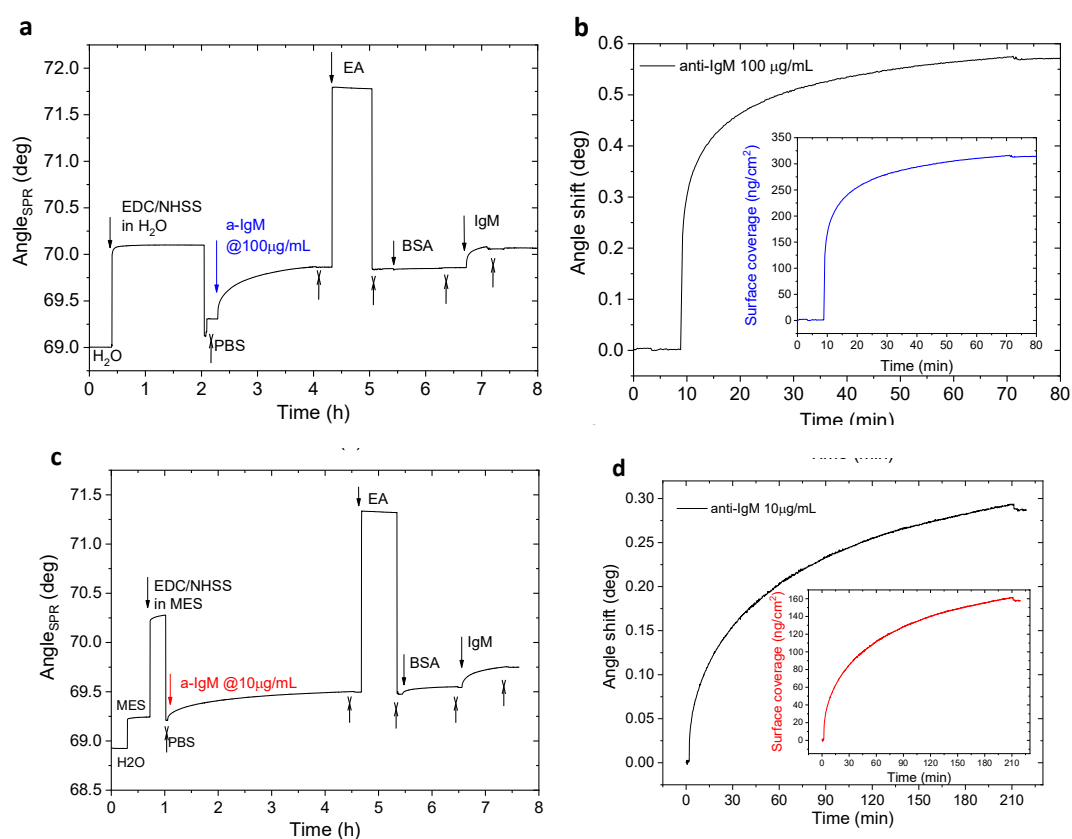 a
72.0
71.5
71.0
70.5
70.0
69.5
69.0
Angle_SPR (deg)
EA
EDC/NHSS
in H₂O
a-IgM
@100μg/mL
BSA
IgM
H₂O
PBS
0 1 2 3 4 5 6 7 8
Time (h)
b
0.6
0.5
0.4
0.3
0.2
0.1
0.0
Angle shift (deg)
anti-IgM 100 μg/mL
350
300
250
200
150
100
50
0
Surface coverage (ng/cm²)
0 10 20 30 40 50 60 70 80
Time (min)
0 10 20 30 40 50 60 70 80
Time (min)
c
71.5
71.0
70.5
70.0
69.5
69.0
68.5
Angle_SPR (deg)
EA
EDC/NHSS
in MES
a-IgM @10μg/mL
BSA
IgM
MES
PBS
H2O
0 1 2 3 4 5 6 7 8
Time (h)
d
0.30
0.25
0.20
0.15
0.10
0.05
0.00
Angle shift (deg)
anti-IgM 10μg/mL
160
140
120
100
80
60
40
20
0
Surface coverage (ng/cm²)
0 30 60 90 120 150 180 210
Time (min)
0 30 60 90 120 150 180 210
Time (min)